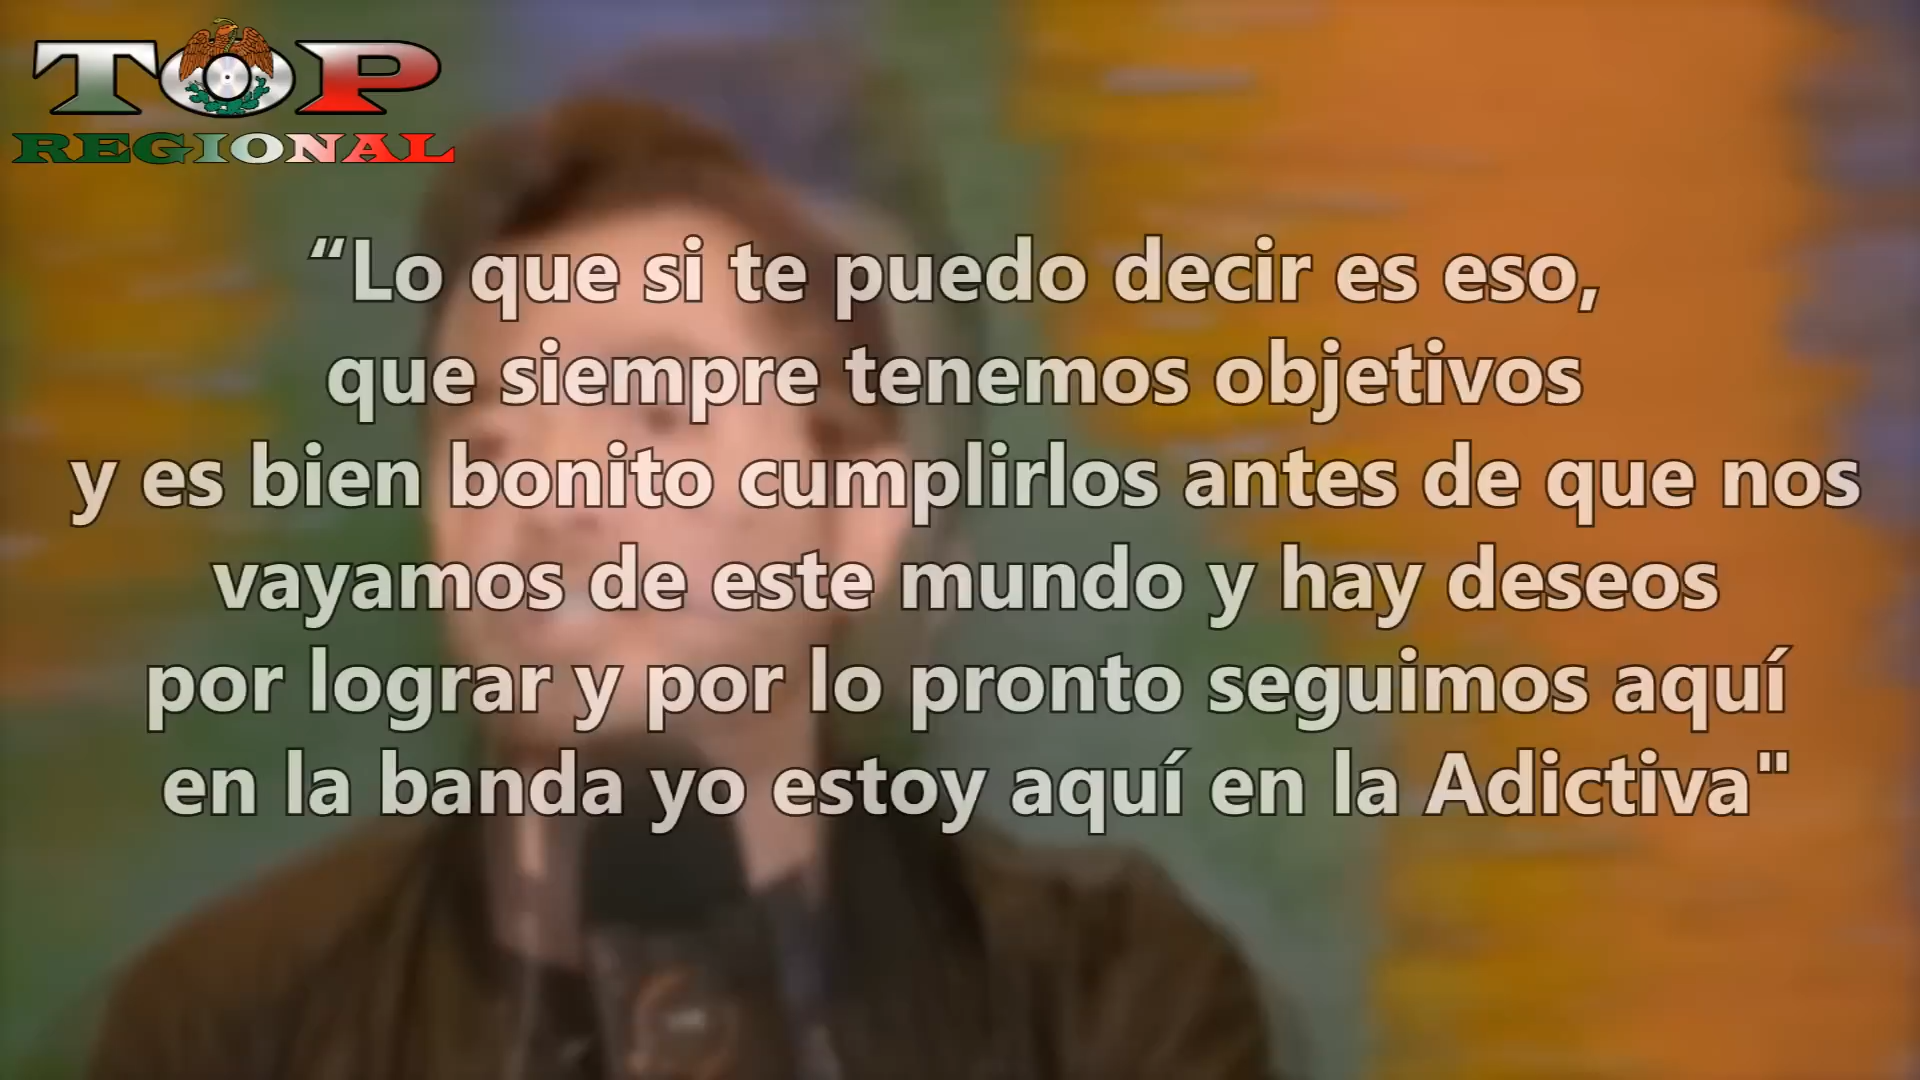 TOP
REGIONAL
“Lo que si te puedo decir es eso,
que siempre tenemos objetivos
y es bien bonito cumplirlos antes de que nos
vayamos de este mundo y hay deseos
por lograr y por lo pronto seguimos aquí
en la banda yo estoy aquí en la Adictiva"